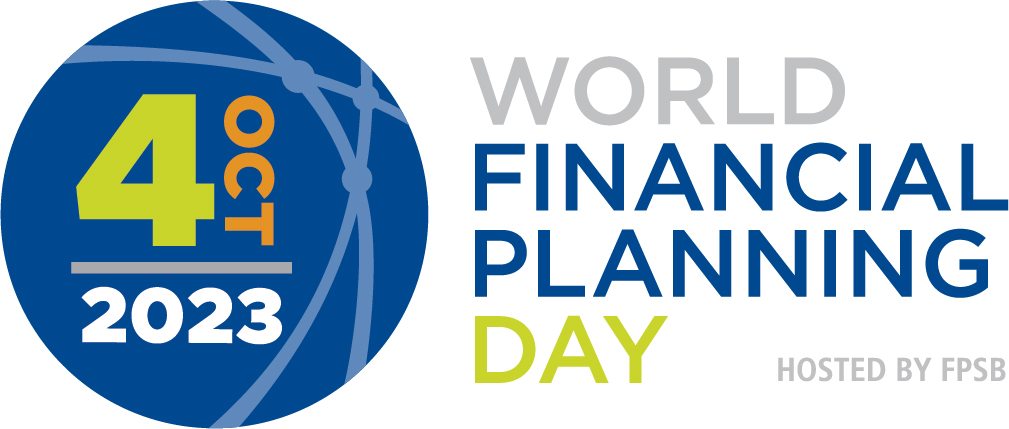 4
OCT
2023
WORLD
FINANCIAL
PLANNING
DAY
HOSTED BY FPSB